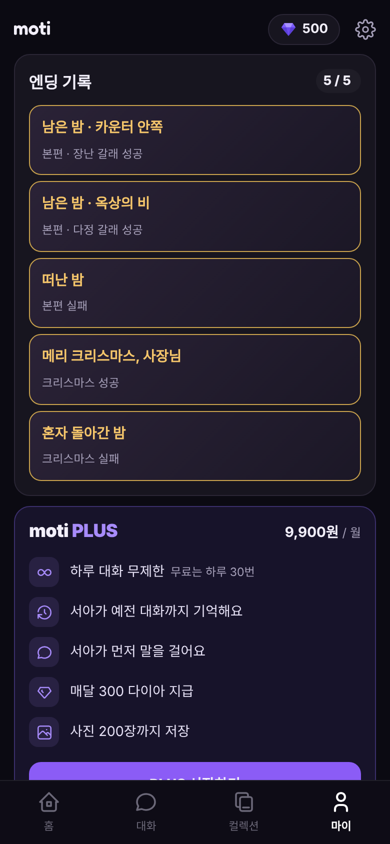 moti
500
엔딩 기록
5 / 5
남은 밤 · 카운터 안쪽
본편 · 장난 갈래 성공
남은 밤 · 옥상의 비
본편 · 다정 갈래 성공
떠난 밤
본편 실패
메리 크리스마스, 사장님
크리스마스 성공
혼자 돌아간 밤
크리스마스 실패
moti PLUS
9,900원 / 월
하루 대화 무제한 무료는 하루 30번
서아가 예전 대화까지 기억해요
서아가 먼저 말을 걸어요
매달 300 다이아 지급
사진 200장까지 저장
홈
대화
컬렉션
마이